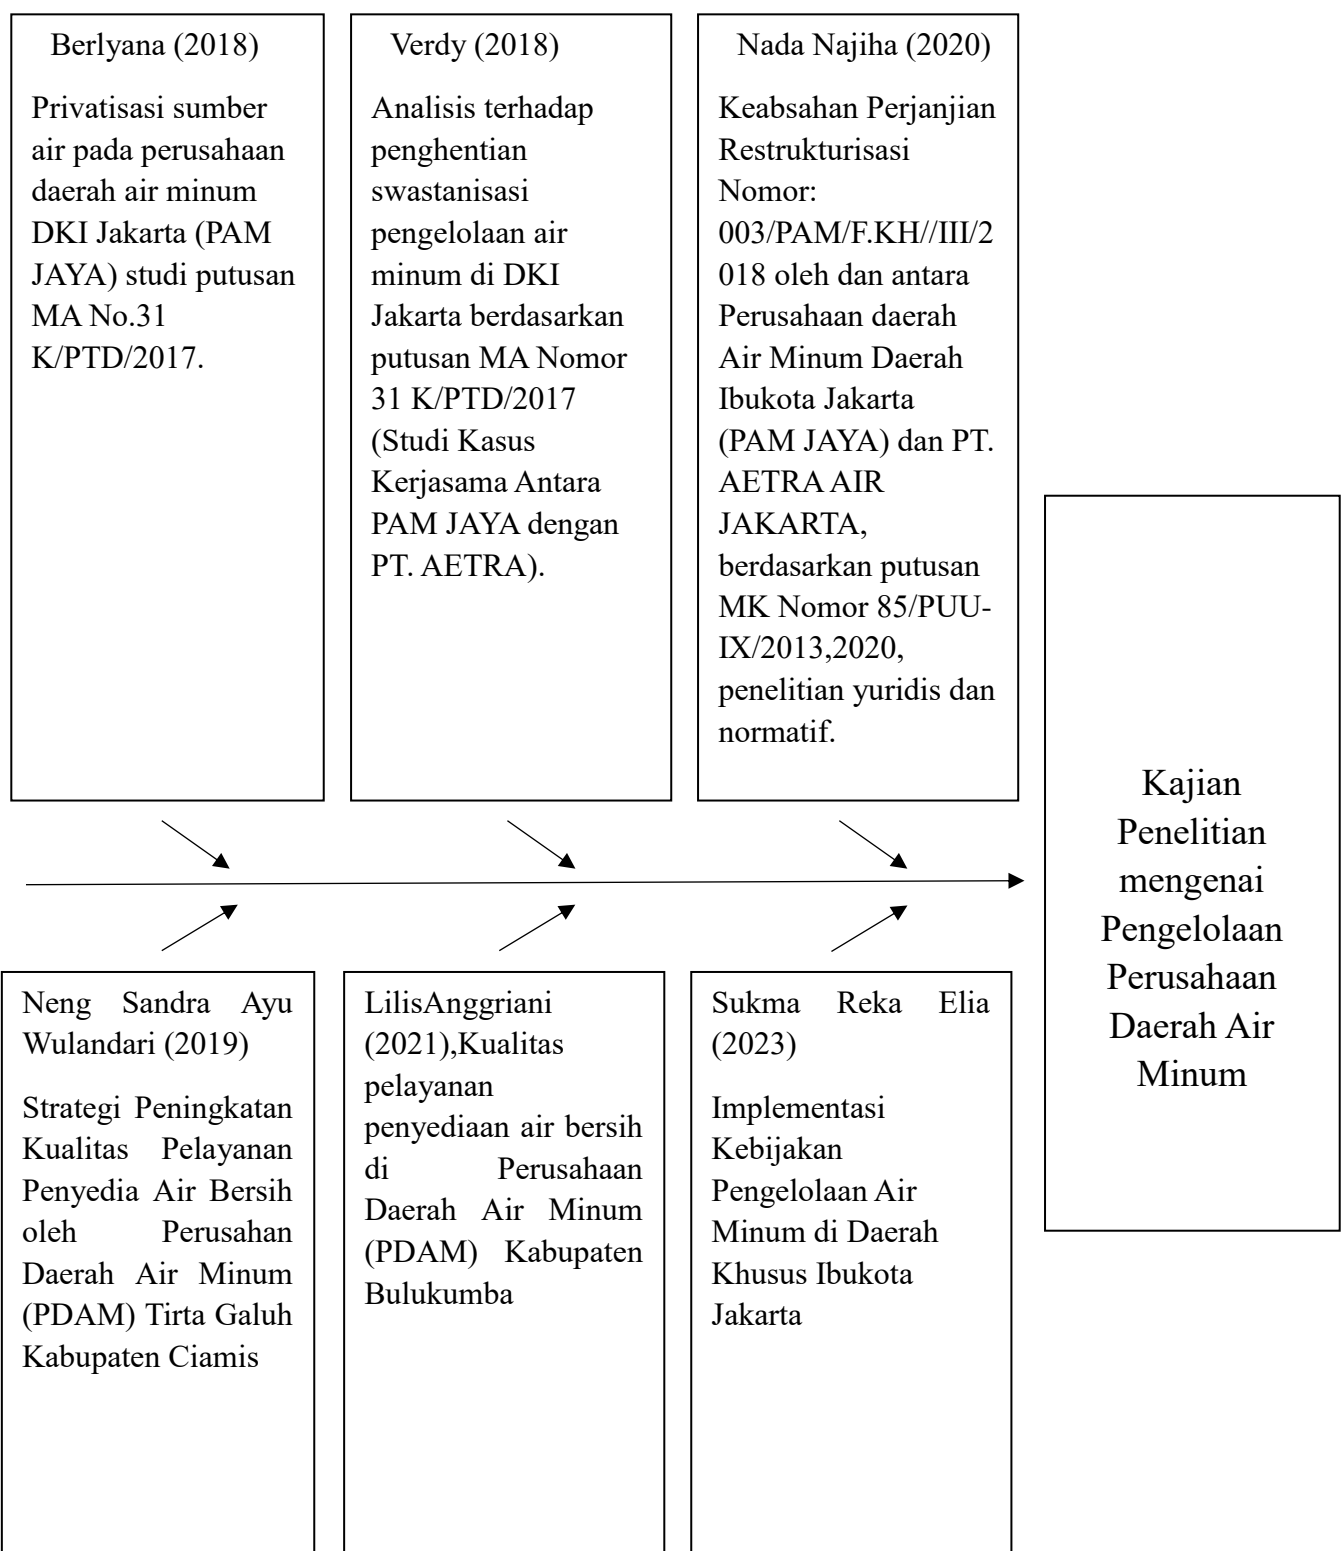 Berlyana (2018)
Privatisasi sumber
air pada perusahaan
daerah air minum
DKI Jakarta (PAM
JAYA) studi putusan
MA No.31
K/PTD/2017.
Verdy (2018)
Analisis terhadap
penghentian
swastanisasi
pengelolaan air
minum di DKI
Jakarta berdasarkan
putusan MA Nomor
31 K/PTD/2017
(Studi Kasus
Kerjasama Antara
PAM JAYA dengan
PT. AETRA).
Nada Najiha (2020)
Keabsahan Perjanjian
Restrukturisasi
Nomor:
003/PAM/F.KH//III/2
018 oleh dan antara
Perusahaan daerah
Air Minum Daerah
Ibukota Jakarta
(PAM JAYA) dan PT.
AETRA AIR
JAKARTA,
berdasarkan putusan
MK Nomor 85/PUU-
IX/2013,2020,
penelitian yuridis dan
normatif.
Kajian
Penelitian
mengenai
Pengelolaan
Perusahaan
Daerah Air
Minum
Neng Sandra Ayu
Wulandari (2019)
Strategi Peningkatan
Kualitas Pelayanan
Penyedia Air Bersih
oleh Perusahan
Daerah Air Minum
(PDAM) Tirta Galuh
Kabupaten Ciamis
LilisAnggriani
(2021),Kualitas
pelayanan
penyediaan air bersih
di Perusahaan
Daerah Air Minum
(PDAM) Kabupaten
Bulukumba
Sukma Reka Elia
(2023)
Implementasi
Kebijakan
Pengelolaan Air
Minum di Daerah
Khusus Ibukota
Jakarta